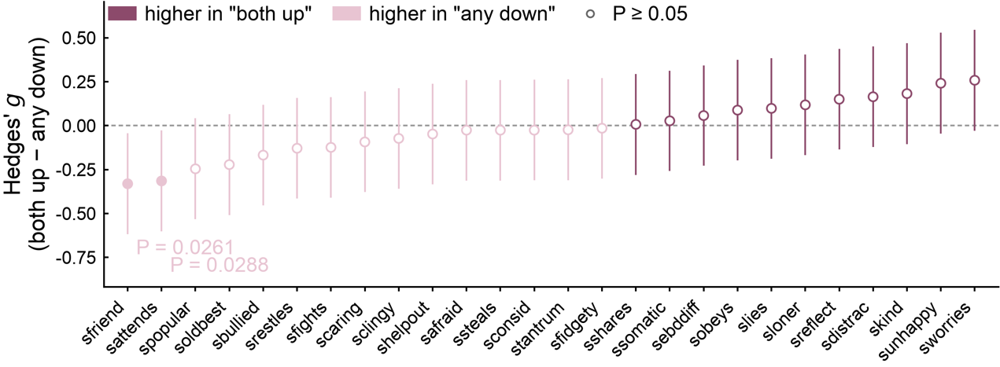 higher in "both up" higher in "any down" P ≥ 0.05
Hedges' g
(both up − any down)
0.50
0.25
0.00
-0.25
-0.50
-0.75
P = 0.0261
P = 0.0288
sfriend
sattends
spopular
soldbest
sbullied
srestles
sfights
scaring
sclingy
shelpout
safraid
ssteals
sconsid
stantrum
sfidgety
sshares
ssomatic
sebddiff
sobeys
slies
sloner
sreflect
sdistrac
skind
sunhappy
sworries